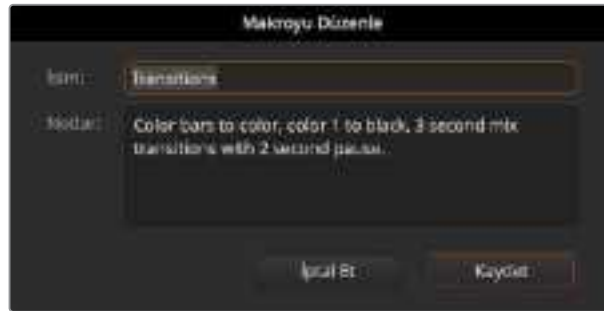 Makroyu Düzenle
İsim:
Transitions
Notlar:
Color bars to color, color 1 to black, 3 second mix
transitions with 2 second pause.
İptal Et
Kaydet